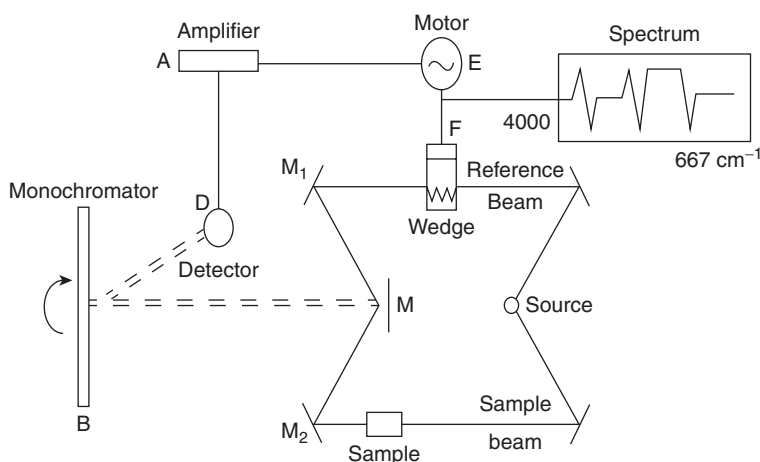 Amplifier
A
Motor
E
Spectrum
4000
667 cm⁻¹
F
M₁
Reference
Beam
Wedge
Monochromator
D
Detector
M
Source
B
M₂
Sample
Sample
beam